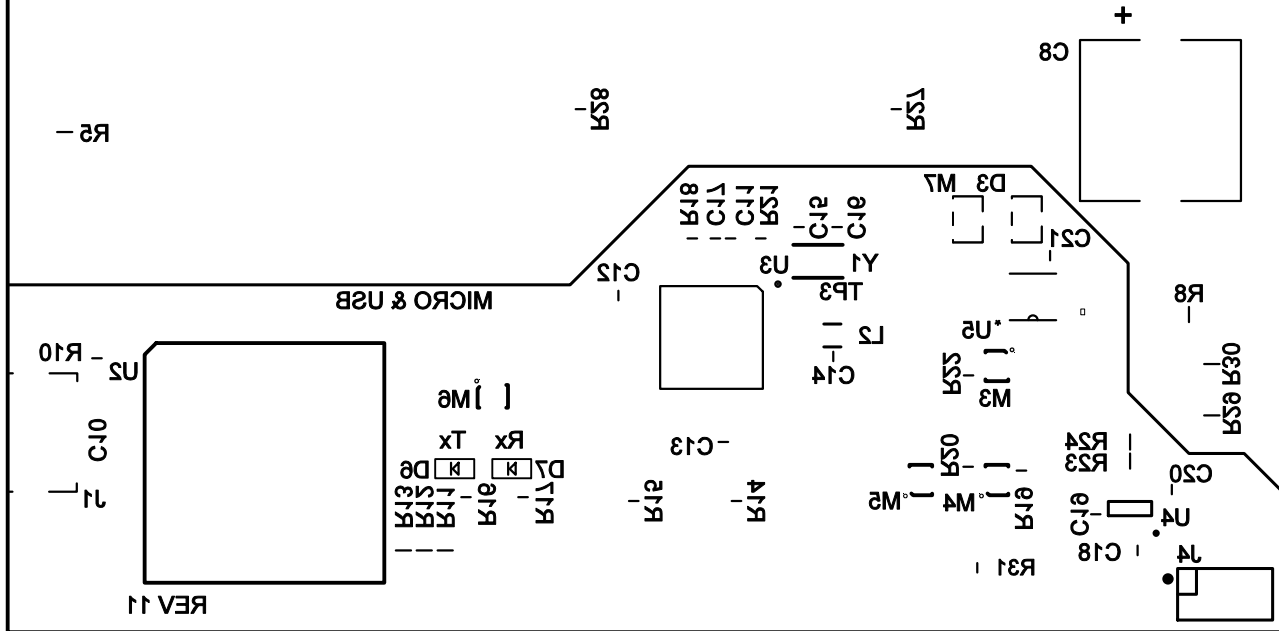 +
C8
R28
R27
R5
M7
D3
R18
C17
C11
R21
C15
C16
C21
U3
Y1
C12
TP3
R8
MICRO & USB
*U5
L2
R10
U2
C14
R22
R30
M3
M6
R29
C10
Tx
Rx
C13
R20
R24
R23
D6
D7
C20
J1
R13
R12
R11
R16
R17
R15
R14
M5
M4
R19
C19
U4
C18
J4
R31
REV 11